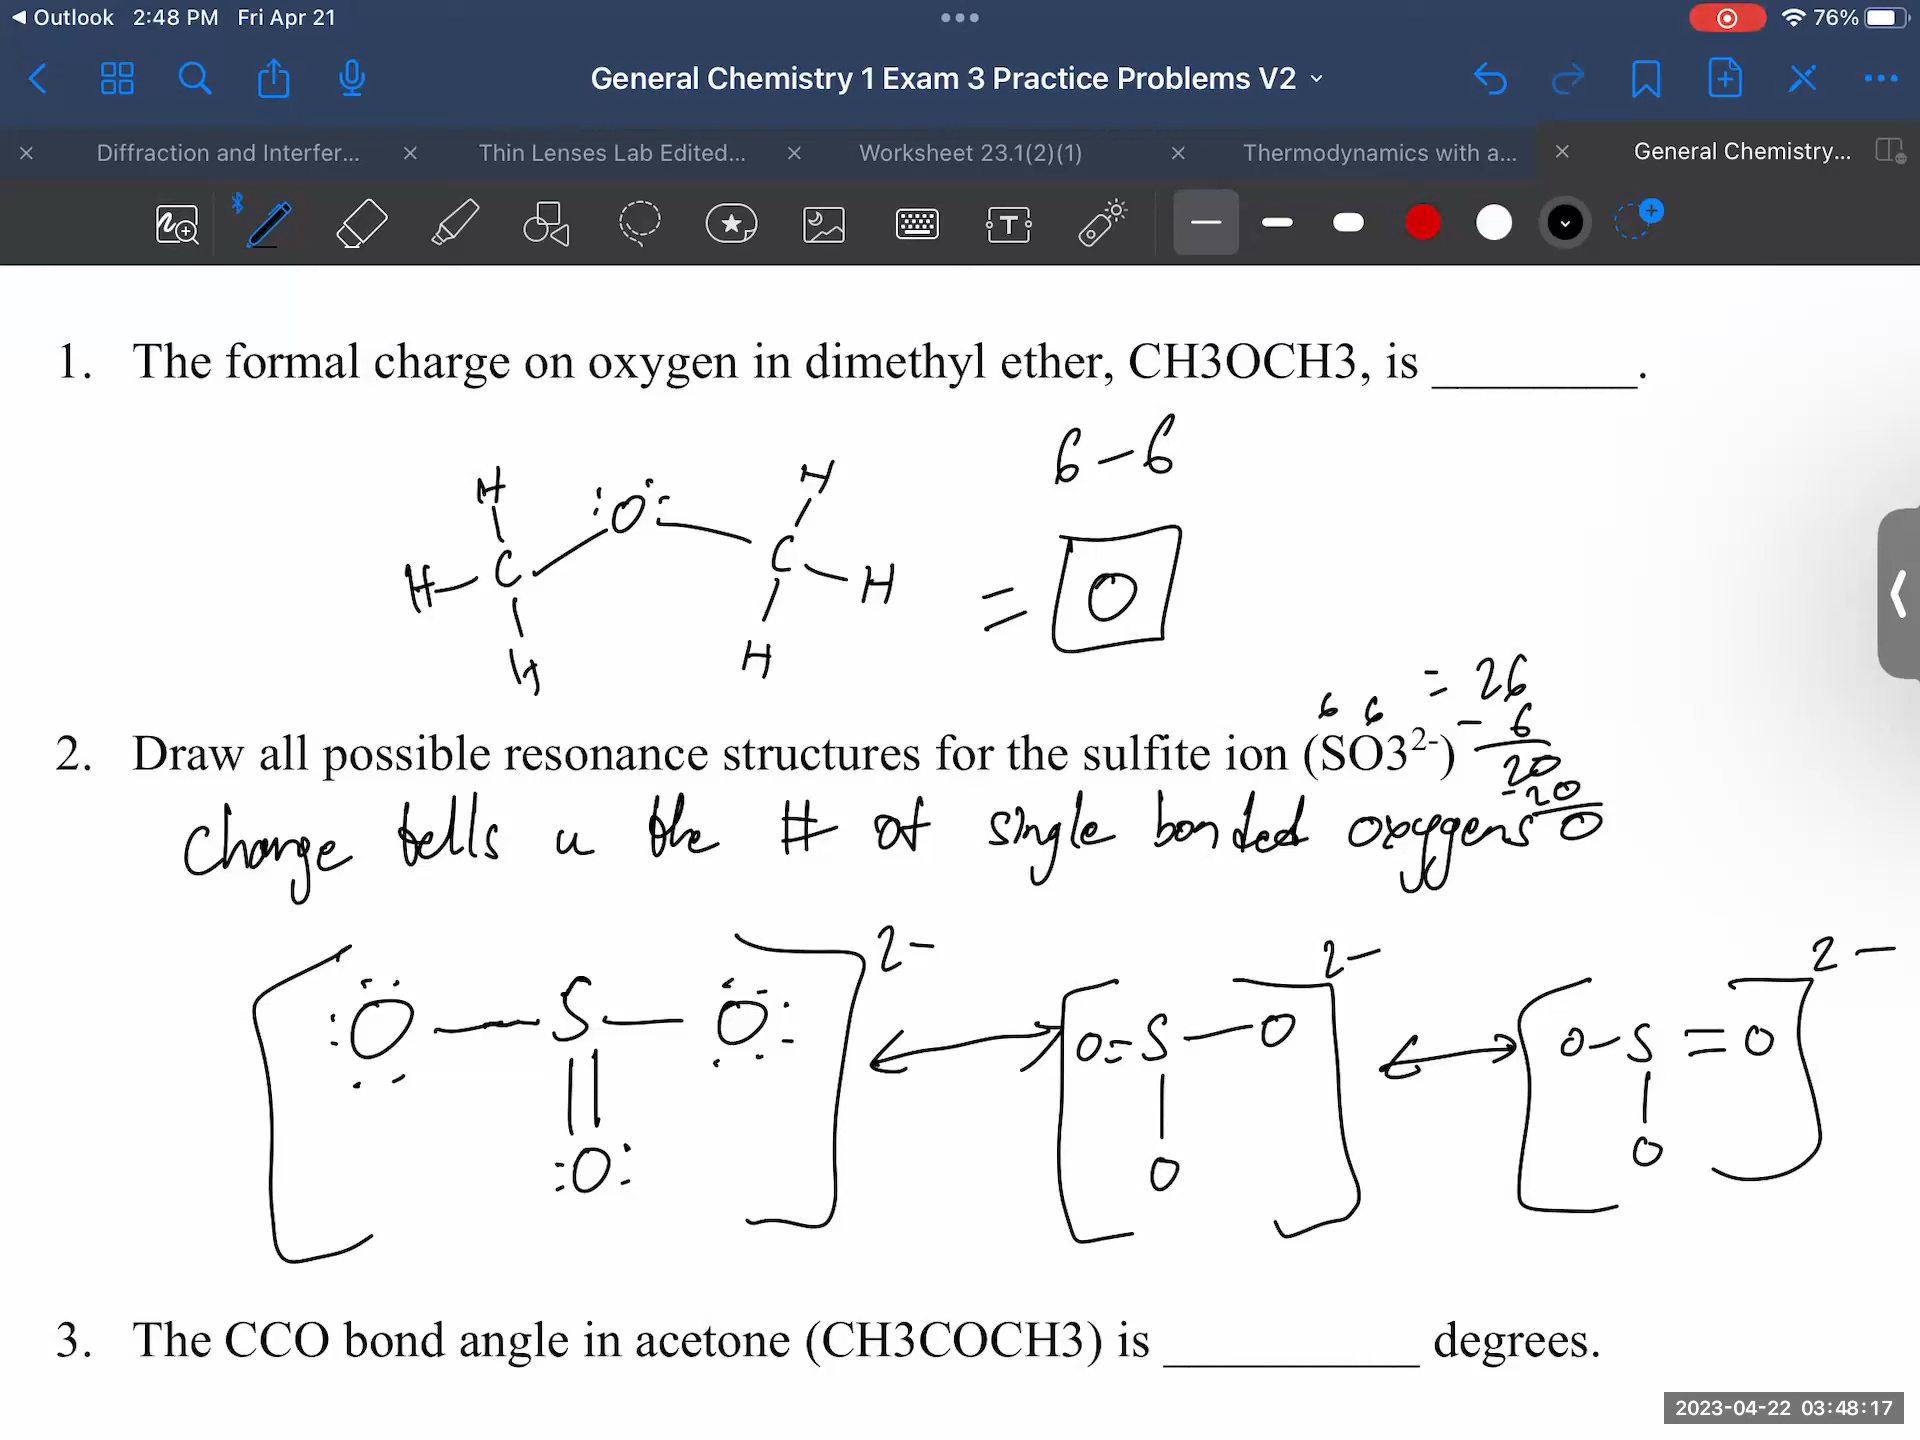 Outlook 2:48 PM Fri Apr 21 76%
General Chemistry 1 Exam 3 Practice Problems V2
Diffraction and Interfer... Thin Lenses Lab Edited... Worksheet 23.1(2)(1) Thermodynamics with a... General Chemistry...
1. The formal charge on oxygen in dimethyl ether, CH3OCH3, is ________.
6-6
H :O: H
H-C C-H = 0
H H
= 26
6 6 - 6
2. Draw all possible resonance structures for the sulfite ion (SO3²⁻) 20
-20
charge tells u the # of single bonded oxygens 0
2- 2- 2-
O-S-O O=S-O O-S=O
O O O
3. The CCO bond angle in acetone (CH3COCH3) is __________ degrees.
2023-04-22 03:48:17